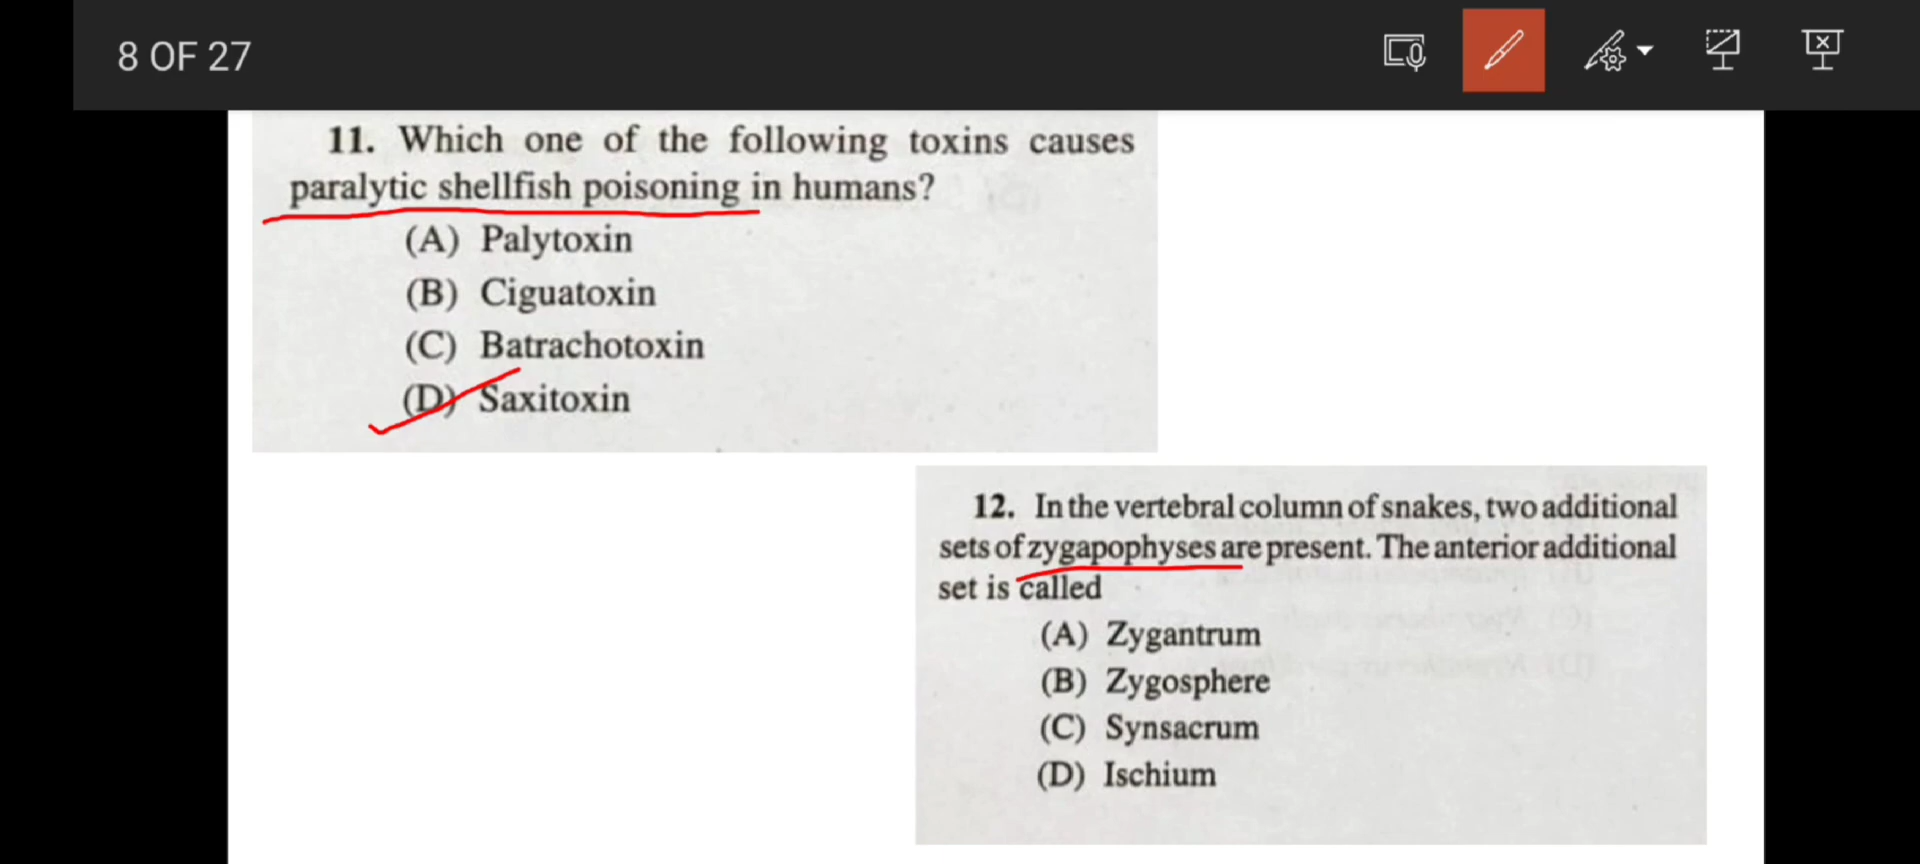 8 OF 27
11. Which one of the following toxins causes
paralytic shellfish poisoning in humans?
(A) Palytoxin
(B) Ciguatoxin
(C) Batrachotoxin
(D) Saxitoxin
12. In the vertebral column of snakes, two additional
sets of zygapophyses are present. The anterior additional
set is called
(A) Zygantrum
(B) Zygosphere
(C) Synsacrum
(D) Ischium